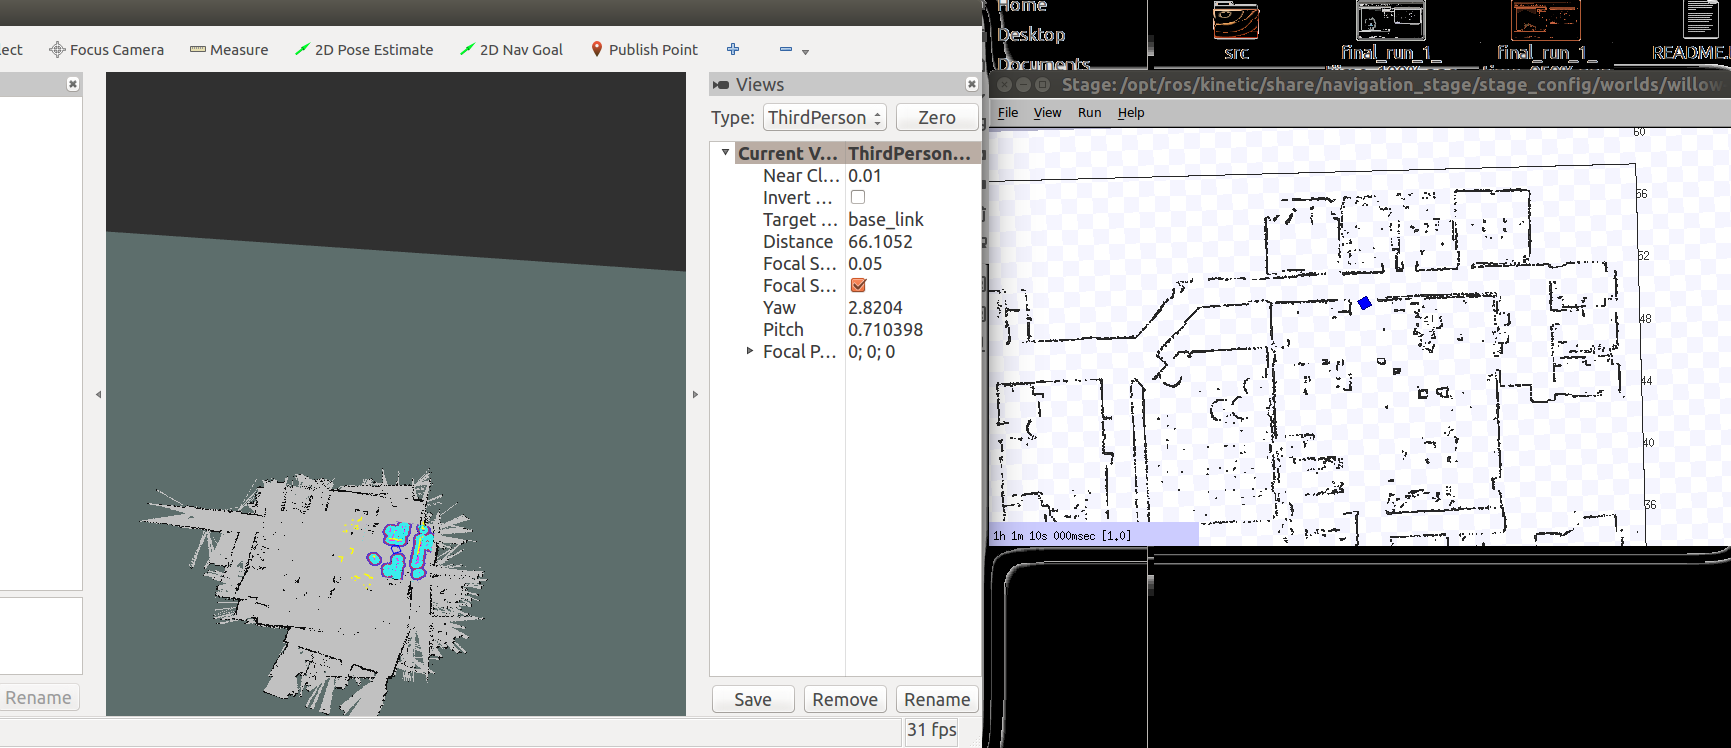 lect
Focus Camera
Measure
2D Pose Estimate
2D Nav Goal
Publish Point
Views
Type:
ThirdPerson
Zero
Current V... ThirdPerson...
Near Cl... 0.01
Invert ...
Target ... base_link
Distance 66.1052
Focal S... 0.05
Focal S...
Yaw 2.8204
Pitch 0.710398
Focal P... 0; 0; 0
Rename
Save
Remove
Rename
31 fps
Home
Desktop
Documents
src
final_run_1_
final_run_1_
README.
Stage: /opt/ros/kinetic/share/navigation_stage/stage_config/worlds/willow
File View Run Help
60
56
52
48
44
40
36
1h 1m 10s 000msec [1.0]